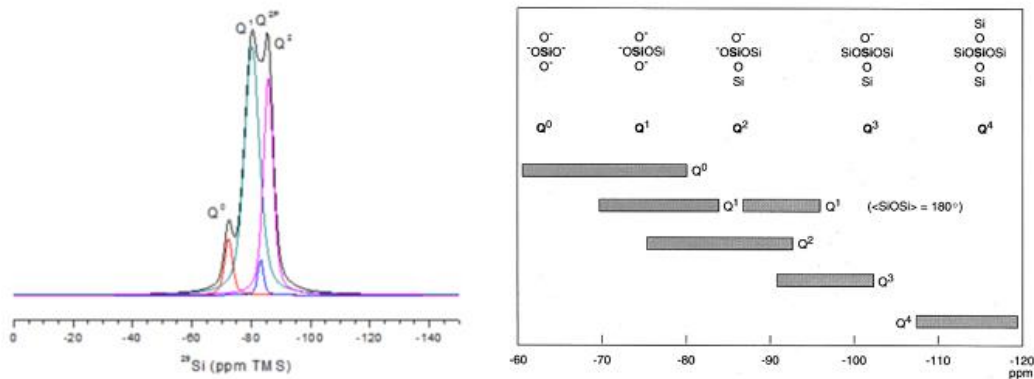 Q¹ Q²ᵖ
Q²
Q⁰
0 -20 -40 -60 -80 -100 -120 -140
²⁹Si (ppm TMS)
Si
O⁻ O⁻ O⁻ O⁻ O
⁻OSiO⁻ ⁻OSiOSi ⁻OSiOSi SiOSiOSi SiOSiOSi
O⁻ O⁻ O O O
Si Si Si
Q⁰ Q¹ Q² Q³ Q⁴
Q⁰
Q¹ Q¹ (<SiOSi> = 180°)
Q²
Q³
Q⁴
-60 -70 -80 -90 -100 -110 -120
ppm